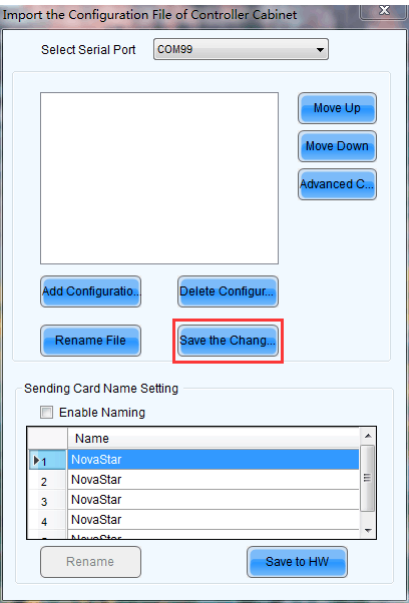 Import the Configuration File of Controller Cabinet
x
Select Serial Port COM99
Move Up
Move Down
Advanced C...
Add Configuratio...
Delete Configur...
Rename File
Save the Chang...
Sending Card Name Setting
Enable Naming
Name
1 NovaStar
2 NovaStar
3 NovaStar
4 NovaStar
Rename
Save to HW